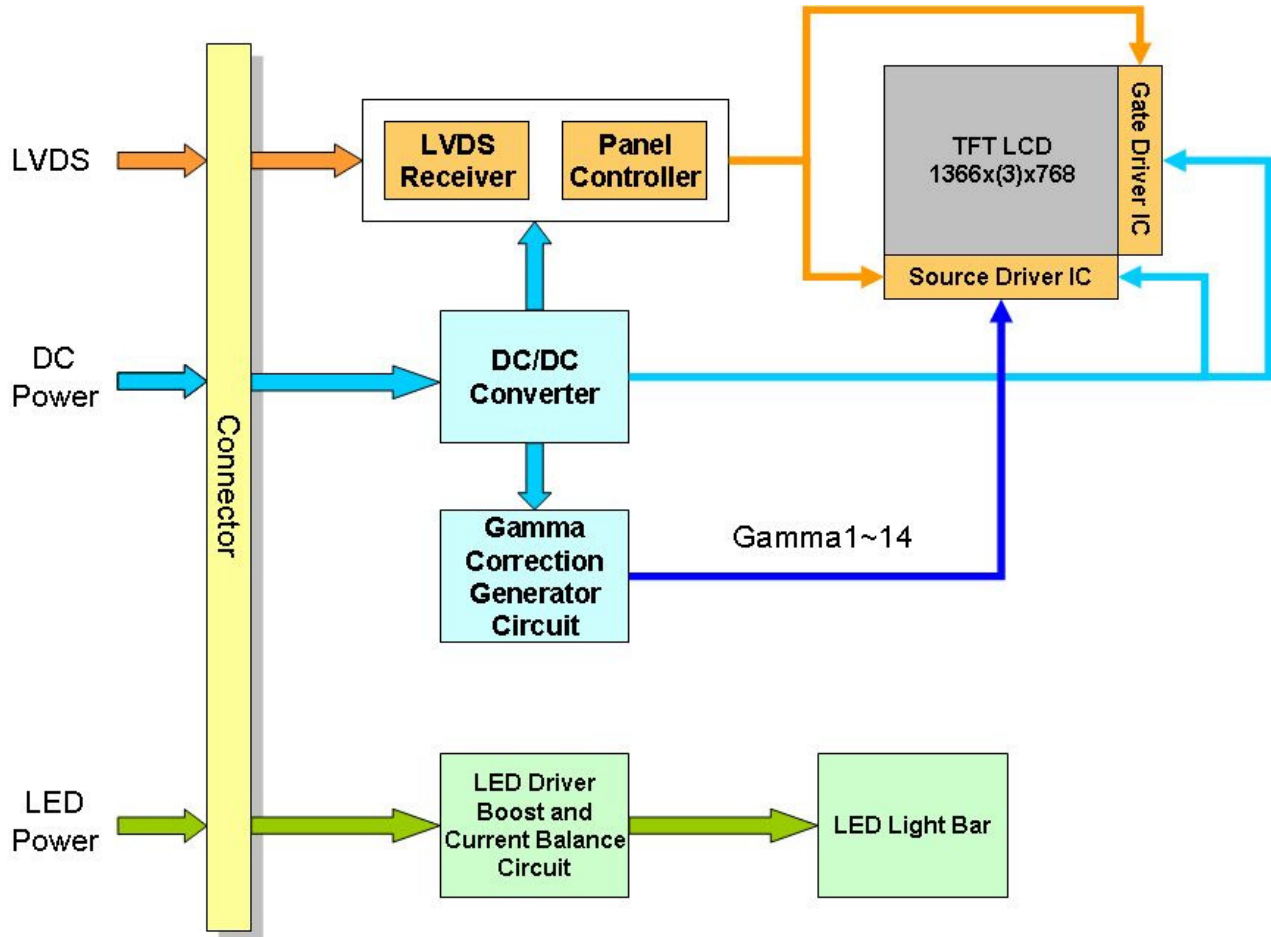 LVDS
DC
Power
LED
Power
Connector
LVDS
Receiver
Panel
Controller
DC/DC
Converter
Gamma
Correction
Generator
Circuit
Gamma1~14
TFT LCD
1366x(3)x768
Gate Driver IC
Source Driver IC
LED Driver
Boost and
Current Balance
Circuit
LED Light Bar